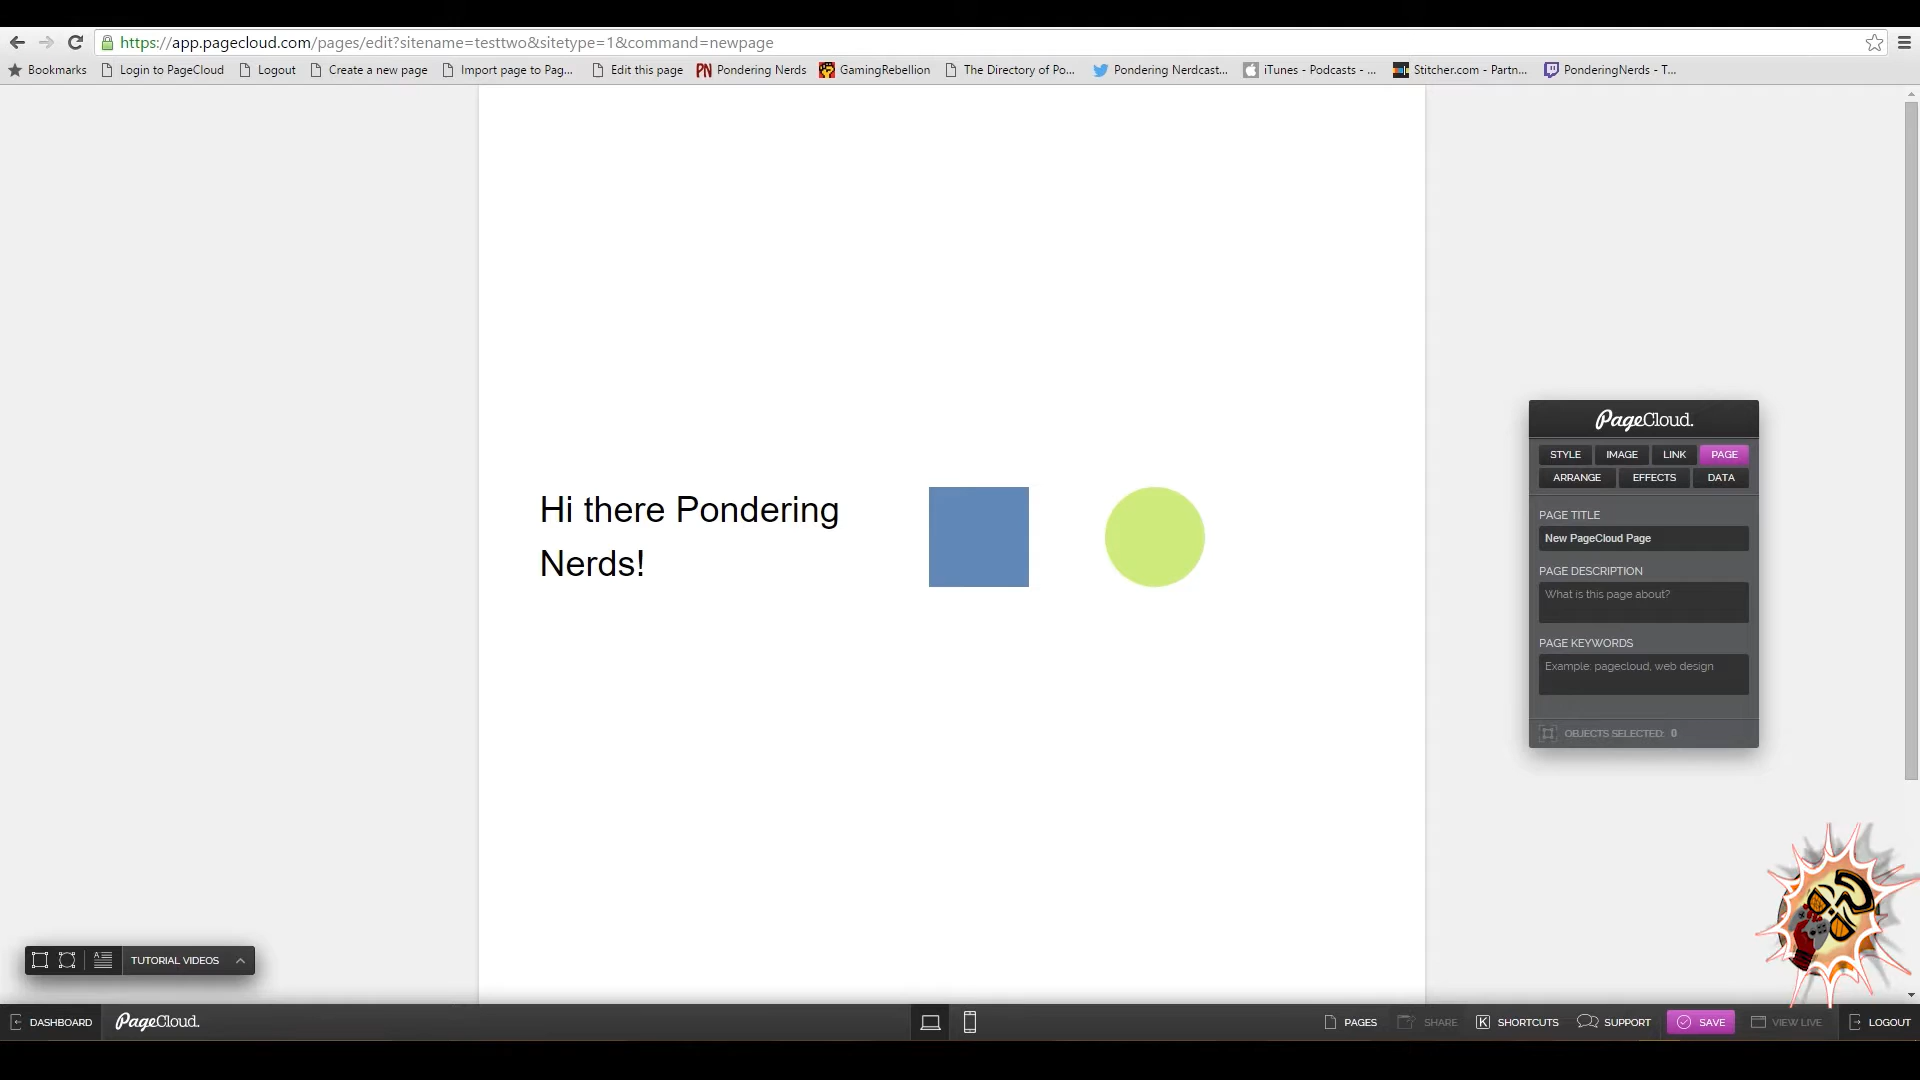 https://app.pagecloud.com/pages/edit?sitename=testtwo&sitetype=1&command=newpage
Bookmarks Login to PageCloud Logout Create a new page Import page to Pag... Edit this page PN Pondering Nerds GamingRebellion The Directory of Po... Pondering Nerdcast... iTunes - Podcasts - ... Stitcher.com - Partn... PonderingNerds - T...
PageCloud.
STYLE IMAGE LINK PAGE
ARRANGE EFFECTS DATA
PAGE TITLE
New PageCloud Page
PAGE DESCRIPTION
What is this page about?
PAGE KEYWORDS
Example: pagecloud, web design
OBJECTS SELECTED: 0
Hi there Pondering
Nerds!
A TUTORIAL VIDEOS
DASHBOARD PageCloud. PAGES SHARE K SHORTCUTS SUPPORT SAVE VIEW LIVE LOGOUT